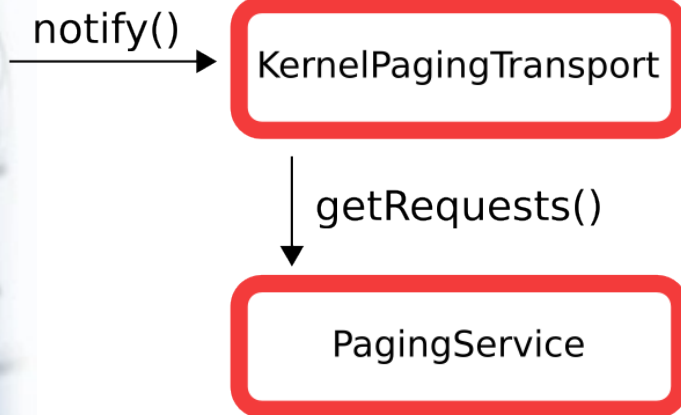 notify()
KernelPagingTransport
getRequests()
PagingService